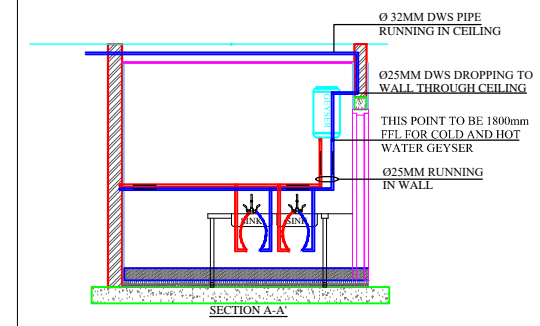 Ø 32MM DWS PIPE
RUNNING IN CEILING
Ø25MM DWS DROPPING TO
WALL THROUGH CEILING
GEYSER
THIS POINT TO BE 1800mm
FFL FOR COLD AND HOT
WATER GEYSER
Ø25MM RUNNING
IN WALL
SINK
SINK
SECTION A-A'